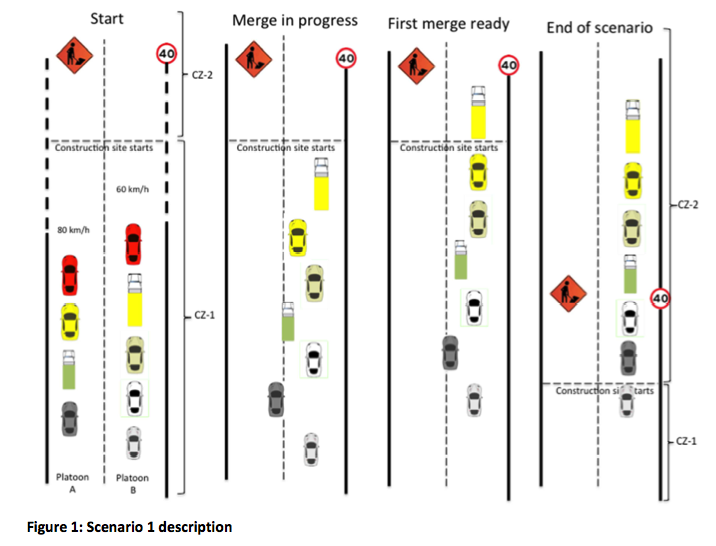 Start
Merge in progress
First merge ready
End of scenario
40
40
40
CZ-2
Construction site starts
Construction site starts
Construction site starts
60 km/h
80 km/h
CZ-2
40
CZ-1
Construction si tarts
CZ-1
Platoon
A
Platoon
B
Figure 1: Scenario 1 description